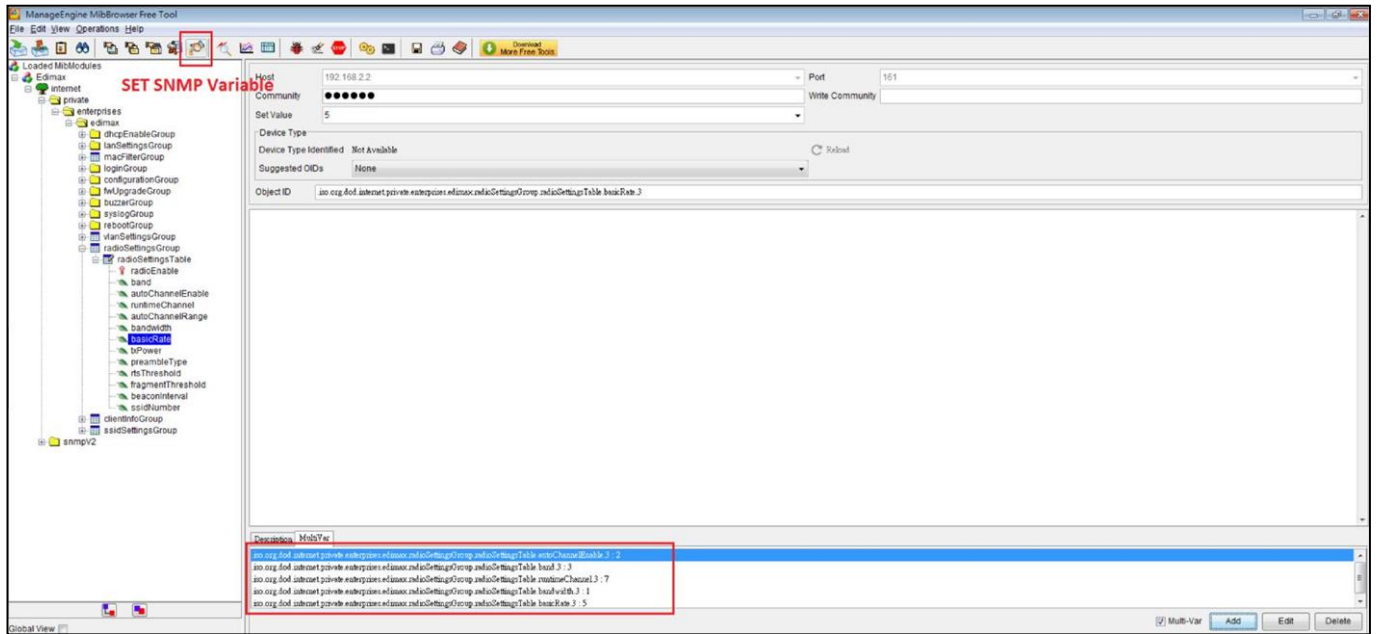 ManageEngine MibBrowser Free Tool
File Edit View Operations Help
STOP
Download
More Free Tools
SET SNMP Variable
Loaded MibModules
Edimax
internet
private
enterprises
edimax
dhcpEnableGroup
lanSettingsGroup
macFilterGroup
loginGroup
configurationGroup
fwUpgradeGroup
buzzerGroup
syslogGroup
rebootGroup
vlanSettingsGroup
radioSettingsGroup
radioSettingsTable
radioEnable
band
autoChannelEnable
runtimeChannel
autoChannelRange
bandwidth
basicRate
txPower
preambleType
rtsThreshold
fragmentThreshold
beaconInterval
ssidNumber
clientInfoGroup
ssidSettingsGroup
snmpV2
Global View
Host 192.168.2.2 Port 161
Community ●●●●●● Write Community
Set Value 5
Device Type
Device Type Identified Not Available Reload
Suggested OIDs None
Object ID .iso.org.dod.internet.private.enterprises.edimax.radioSettingsGroup.radioSettingsTable.basicRate.3
Description MultiVar
.iso.org.dod.internet.private.enterprises.edimax.radioSettingsGroup.radioSettingsTable.autoChannelEnable.3 : 2
.iso.org.dod.internet.private.enterprises.edimax.radioSettingsGroup.radioSettingsTable.band.3 : 3
.iso.org.dod.internet.private.enterprises.edimax.radioSettingsGroup.radioSettingsTable.runtimeChannel.3 : 7
.iso.org.dod.internet.private.enterprises.edimax.radioSettingsGroup.radioSettingsTable.bandwidth.3 : 1
.iso.org.dod.internet.private.enterprises.edimax.radioSettingsGroup.radioSettingsTable.basicRate.3 : 5
Multi-Var Add Edit Delete